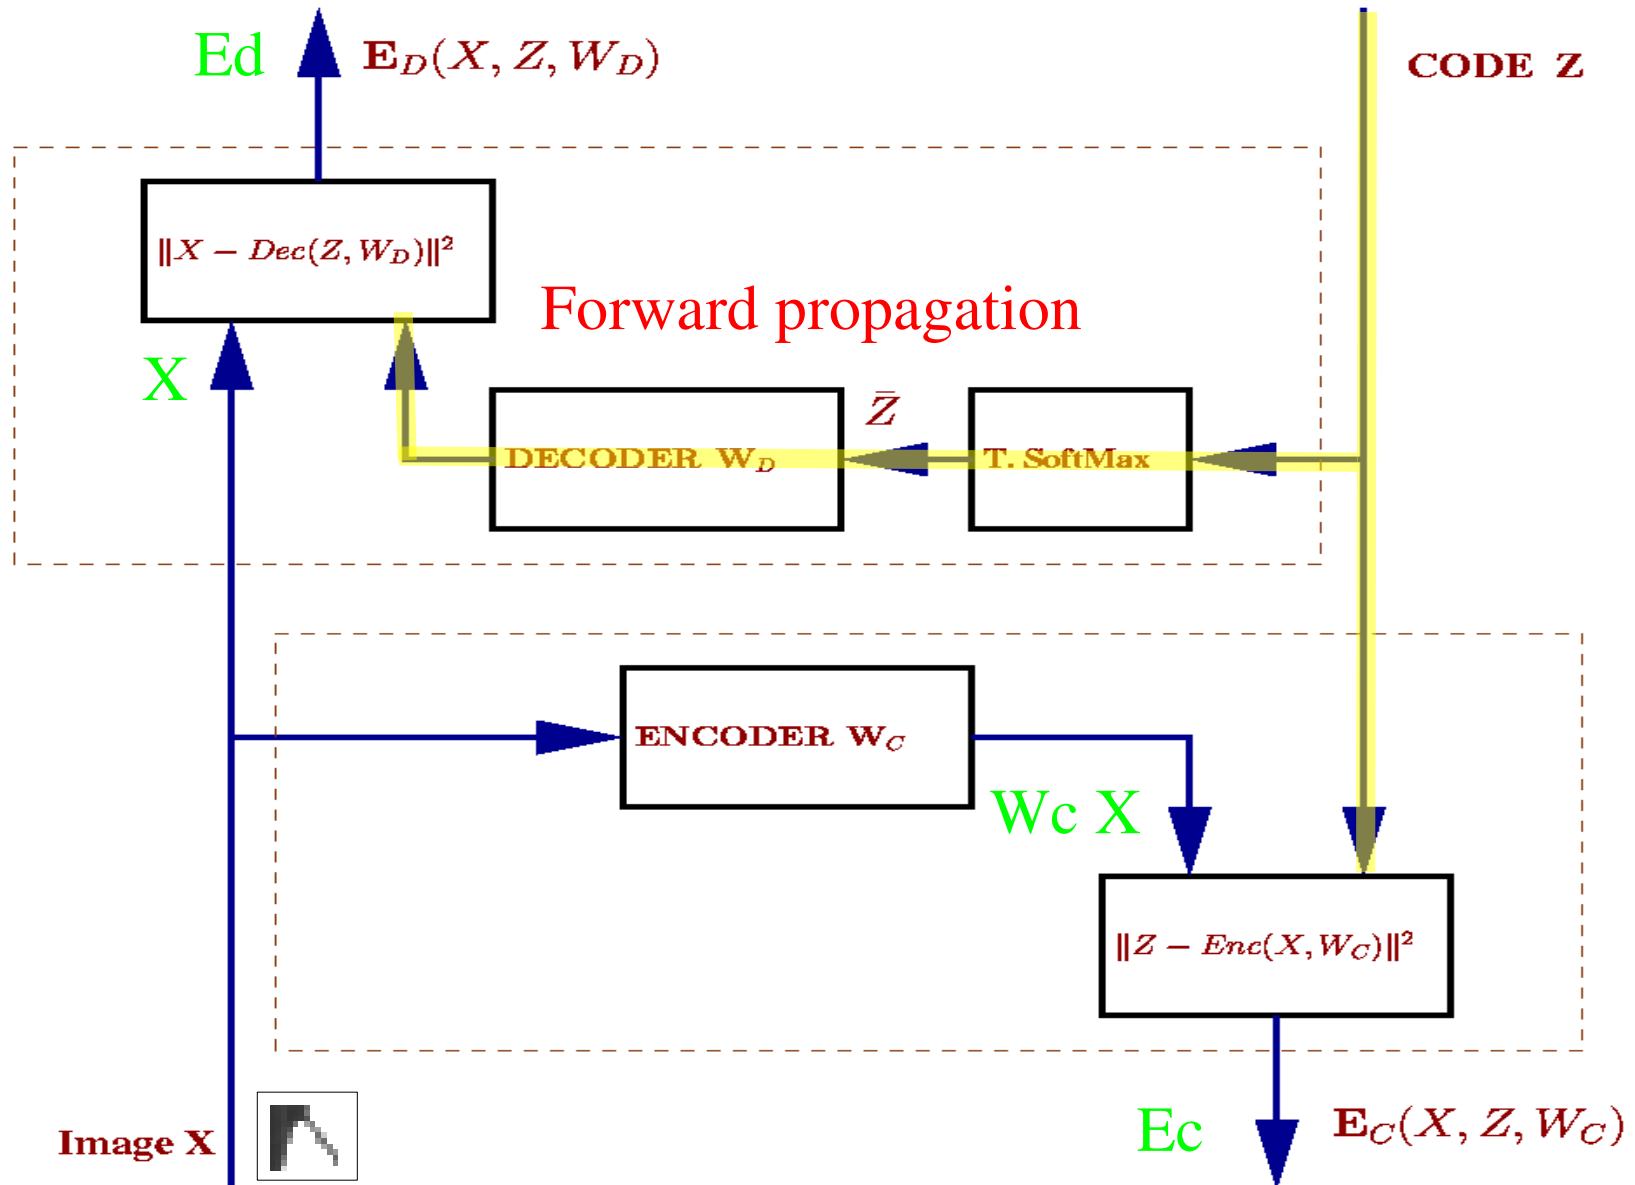 Ed
E_D(X, Z, W_D)
CODE Z
‖X − Dec(Z, W_D)‖²
Forward propagation
X
Z̄
DECODER W_D
T. SoftMax
ENCODER W_C
Wc X
‖Z − Enc(X, W_C)‖²
Image X
Ec
E_C(X, Z, W_C)